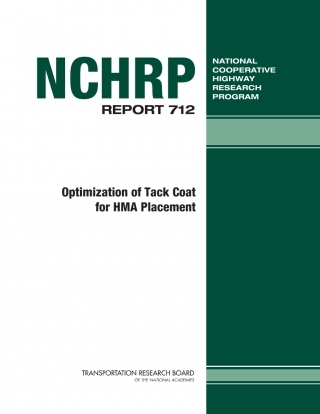 NCHRP
REPORT 712
NATIONAL
COOPERATIVE
HIGHWAY
RESEARCH
PROGRAM
Optimization of Tack Coat
for HMA Placement
TRANSPORTATION RESEARCH BOARD
OF THE NATIONAL ACADEMIES